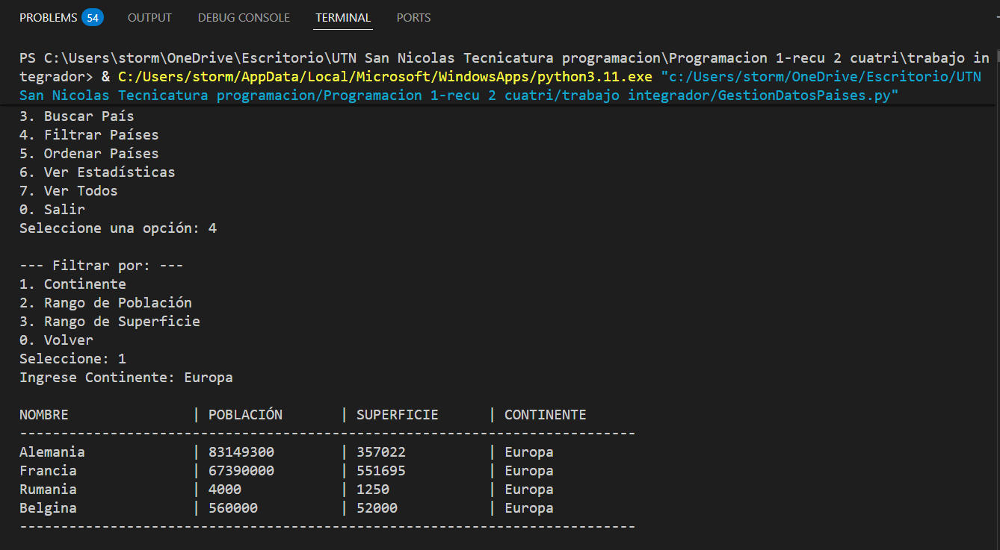 PROBLEMS 54 OUTPUT DEBUG CONSOLE TERMINAL PORTS
PS C:\Users\storm\OneDrive\Escritorio\UTN San Nicolas Tecnicatura programacion\Programacion 1-recu 2 cuatri\trabajo in
tegrador> & C:/Users/storm/AppData/Local/Microsoft/WindowsApps/python3.11.exe "c:/Users/storm/OneDrive/Escritorio/UTN
San Nicolas Tecnicatura programacion/Programacion 1-recu 2 cuatri/trabajo integrador/GestionDatosPaises.py"
3. Buscar País
4. Filtrar Países
5. Ordenar Países
6. Ver Estadísticas
7. Ver Todos
0. Salir
Seleccione una opción: 4
--- Filtrar por: ---
1. Continente
2. Rango de Población
3. Rango de Superficie
0. Volver
Seleccione: 1
Ingrese Continente: Europa
NOMBRE | POBLACIÓN | SUPERFICIE | CONTINENTE
---------------------------------------------------------------------------
Alemania | 83149300 | 357022 | Europa
Francia | 67390000 | 551695 | Europa
Rumania | 4000 | 1250 | Europa
Belgina | 560000 | 52000 | Europa
---------------------------------------------------------------------------